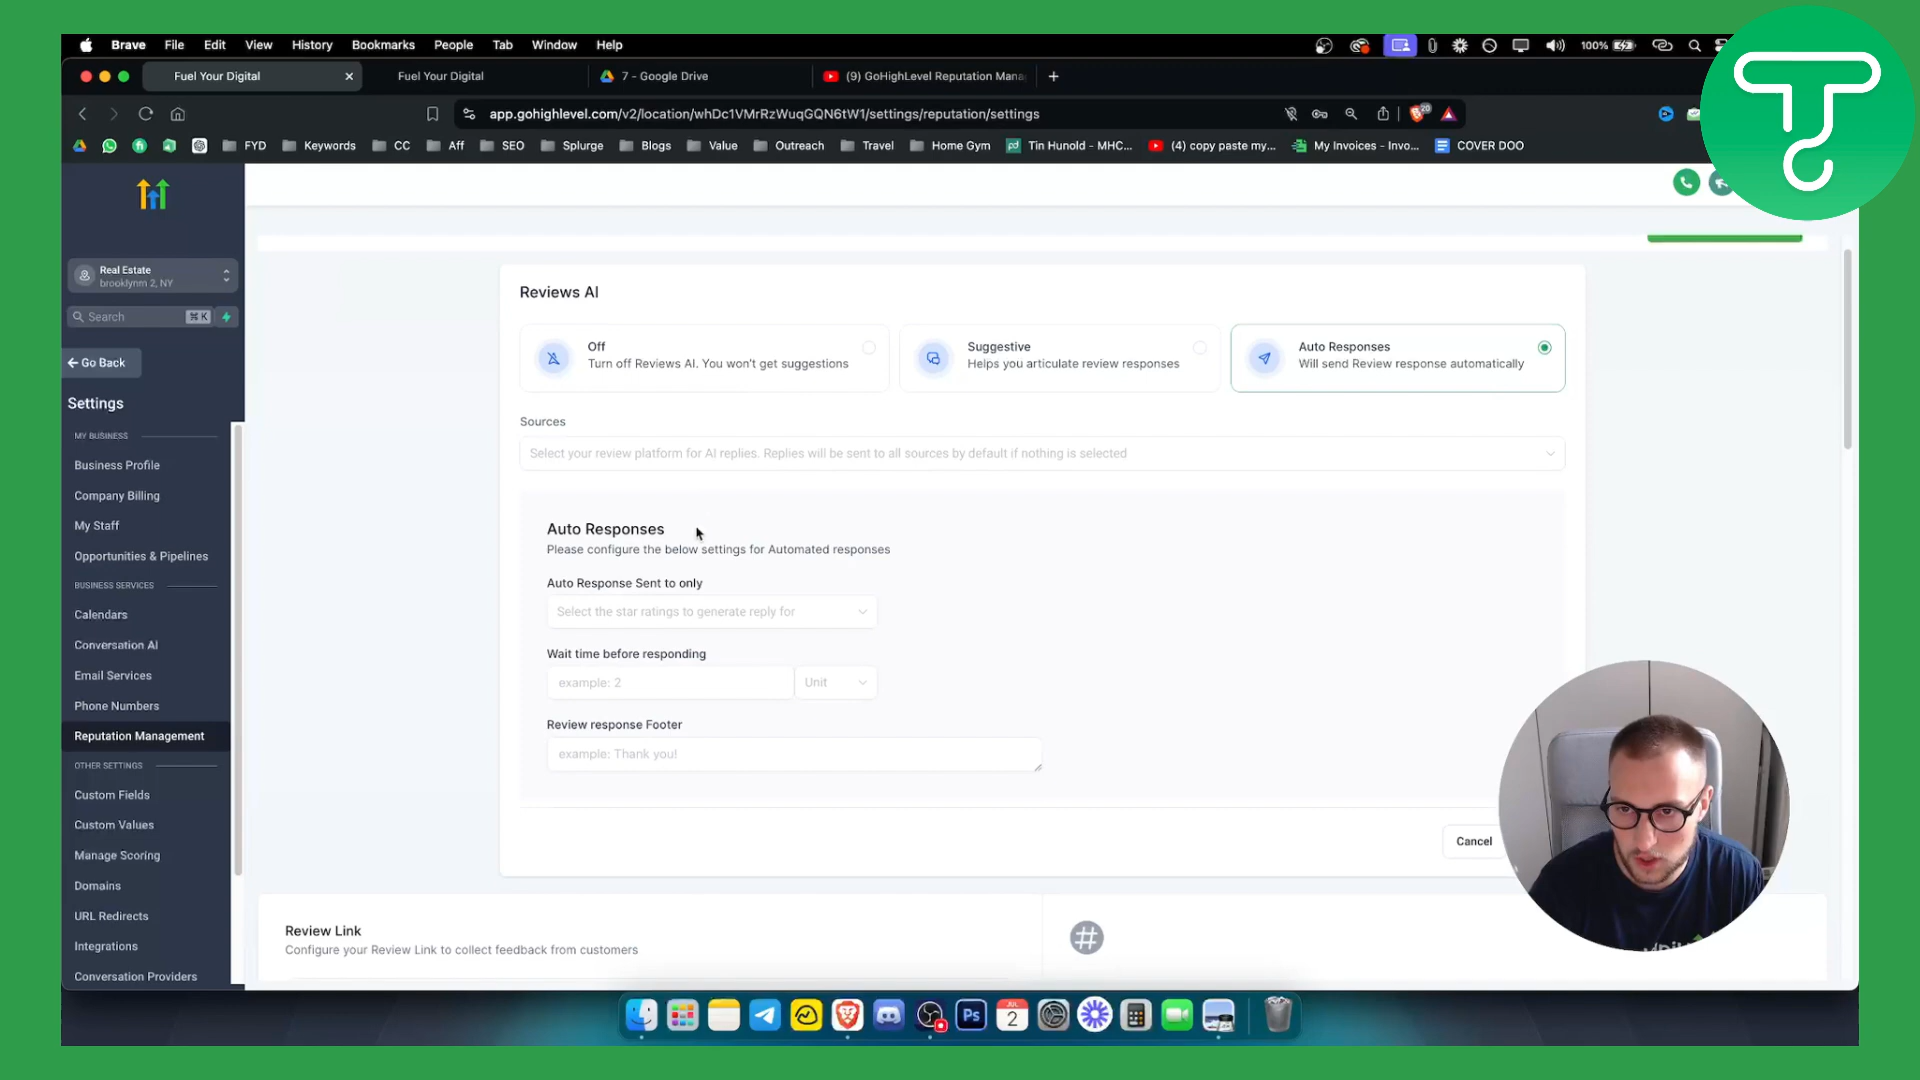 Brave File Edit View History Bookmarks People Tab Window Help 100%
Fuel Your Digital Fuel Your Digital 7 - Google Drive (9) GoHighLevel Reputation Mana
app.gohighlevel.com/v2/location/whDc1VMrRzWuqGQN6tW1/settings/reputation/settings 20
FYD Keywords CC Aff SEO Splurge Blogs Value Outreach Travel Home Gym pd Tin Hunold - MHC... (4) copy paste my... My Invoices - Invo... COVER DOO
Real Estate
brooklynm 2, NY
Search ⌘ K
Go Back
Settings
MY BUSINESS
Business Profile
Company Billing
My Staff
Opportunities & Pipelines
BUSINESS SERVICES
Calendars
Conversation AI
Email Services
Phone Numbers
Reputation Management
OTHER SETTINGS
Custom Fields
Custom Values
Manage Scoring
Domains
URL Redirects
Integrations
Conversation Providers
Reviews AI
Off
Turn off Reviews AI. You won't get suggestions
Suggestive
Helps you articulate review responses
Auto Responses
Will send Review response automatically
Sources
Select your review platform for AI replies. Replies will be sent to all sources by default if nothing is selected
Auto Responses
Please configure the below settings for Automated responses
Auto Response Sent to only
Select the star ratings to generate reply for
Wait time before responding
example: 2 Unit
Review response Footer
example: Thank you!
Cancel
Review Link
Configure your Review Link to collect feedback from customers
#
Ps
JUL
2